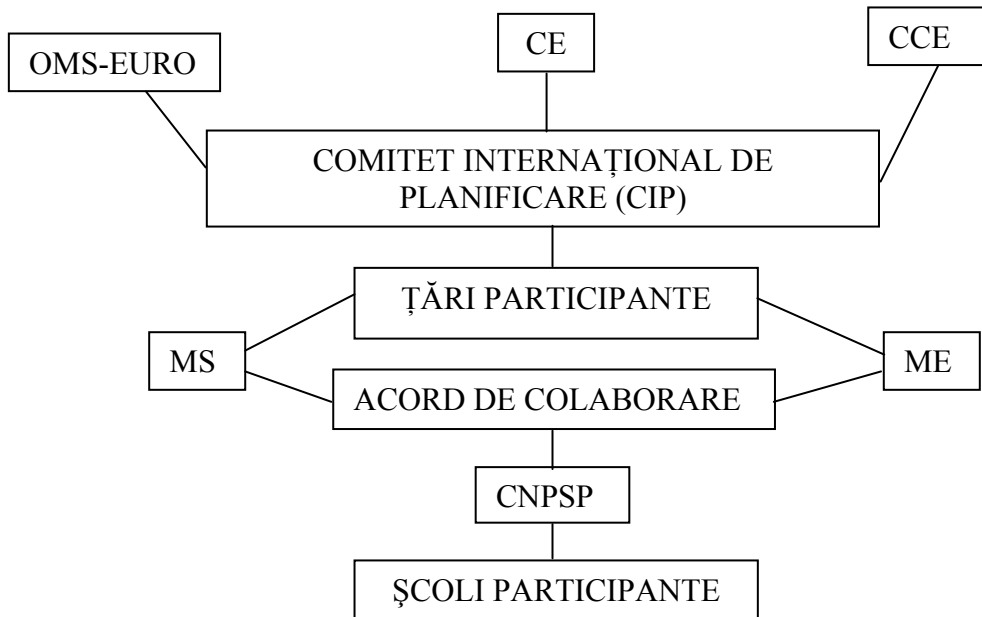 CE
CCE
OMS-EURO
COMITET INTERNAȚIONAL DE
PLANIFICARE (CIP)
ȚĂRI PARTICIPANTE
MS
ME
ACORD DE COLABORARE
CNPSP
ŞCOLI PARTICIPANTE